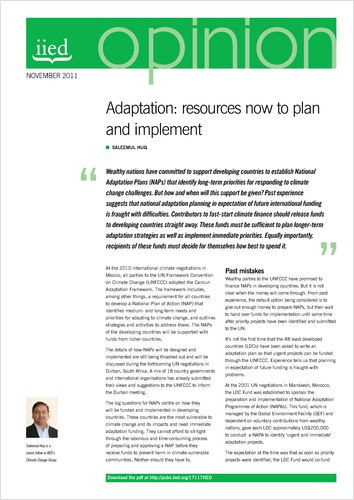 iied
opinion
NOVEMBER 2011
Adaptation: resources now to plan
and implement
SALEEMUL HUQ
“
Wealthy nations have committed to support developing countries to establish National
Adaptation Plans (NAPs) that identify long-term priorities for responding to climate
change challenges. But how and when will this support be given? Past experience
suggests that national adaptation planning in expectation of future international funding
is fraught with difficulties. Contributors to fast-start climate finance should release funds
to developing countries straight away. These funds must be sufficient to plan longer-term
adaptation strategies as well as implement immediate priorities. Equally importantly,
recipients of these funds must decide for themselves how best to spend it.
”
At the 2010 international climate negotiations in
Mexico, all parties to the UN Framework Convention
on Climate Change (UNFCCC) adopted the Cancun
Adaptation Framework. The framework includes,
among other things, a requirement for all countries
to develop a National Plan of Action (NAP) that
identifies medium- and long-term needs and
priorities for adapting to climate change, and outlines
strategies and activities to address these. The NAPs
of the developing countries will be supported with
funds from richer countries.
The details of how NAPs will be designed and
implemented are still being thrashed out and will be
discussed during the forthcoming UN negotiations in
Durban, South Africa. A mix of 18 country governments
and international organisations has already submitted
their views and suggestions to the UNFCCC to inform
the Durban meeting.
The big questions for NAPs centre on how they
will be funded and implemented in developing
countries. These countries are the most vulnerable to
climate change and its impacts and need immediate
adaptation funding. They cannot afford to sit tight
through the laborious and time-consuming process
of preparing and approving a NAP before they
receive funds to prevent harm in climate-vulnerable
communities. Neither should they have to.
Past mistakes
Wealthy parties to the UNFCCC have promised to
finance NAPs in developing countries. But it is not
clear when the money will come through. From past
experience, the default option being considered is to
give out enough money to prepare NAPs, but then wait
to hand over funds for implementation until some time
after priority projects have been identified and submitted
to the UN.
It's not the first time that the 48 least developed
countries (LDCs) have been asked to write an
adaptation plan so that urgent projects can be funded
through the UNFCCC. Experience tells us that planning
in expectation of future funding is fraught with
problems.
At the 2001 UN negotiations in Marrakesh, Morocco,
the LDC Fund was established to sponsor the
preparation and implementation of National Adaptation
Programmes of Action (NAPAs). This fund, which is
managed by the Global Environment Facility (GEF) and
dependent on voluntary contributions from wealthy
nations, gave each LDC approximately US$200,000
to conduct a NAPA to identify 'urgent and immediate'
adaptation projects.
The expectation at the time was that as soon as priority
projects were identified, the LDC Fund would co-fund
Saleemul Huq is a
senior fellow in IIED's
Climate Change Group.
Download the pdf at http://pubs.iied.org/17117IIED